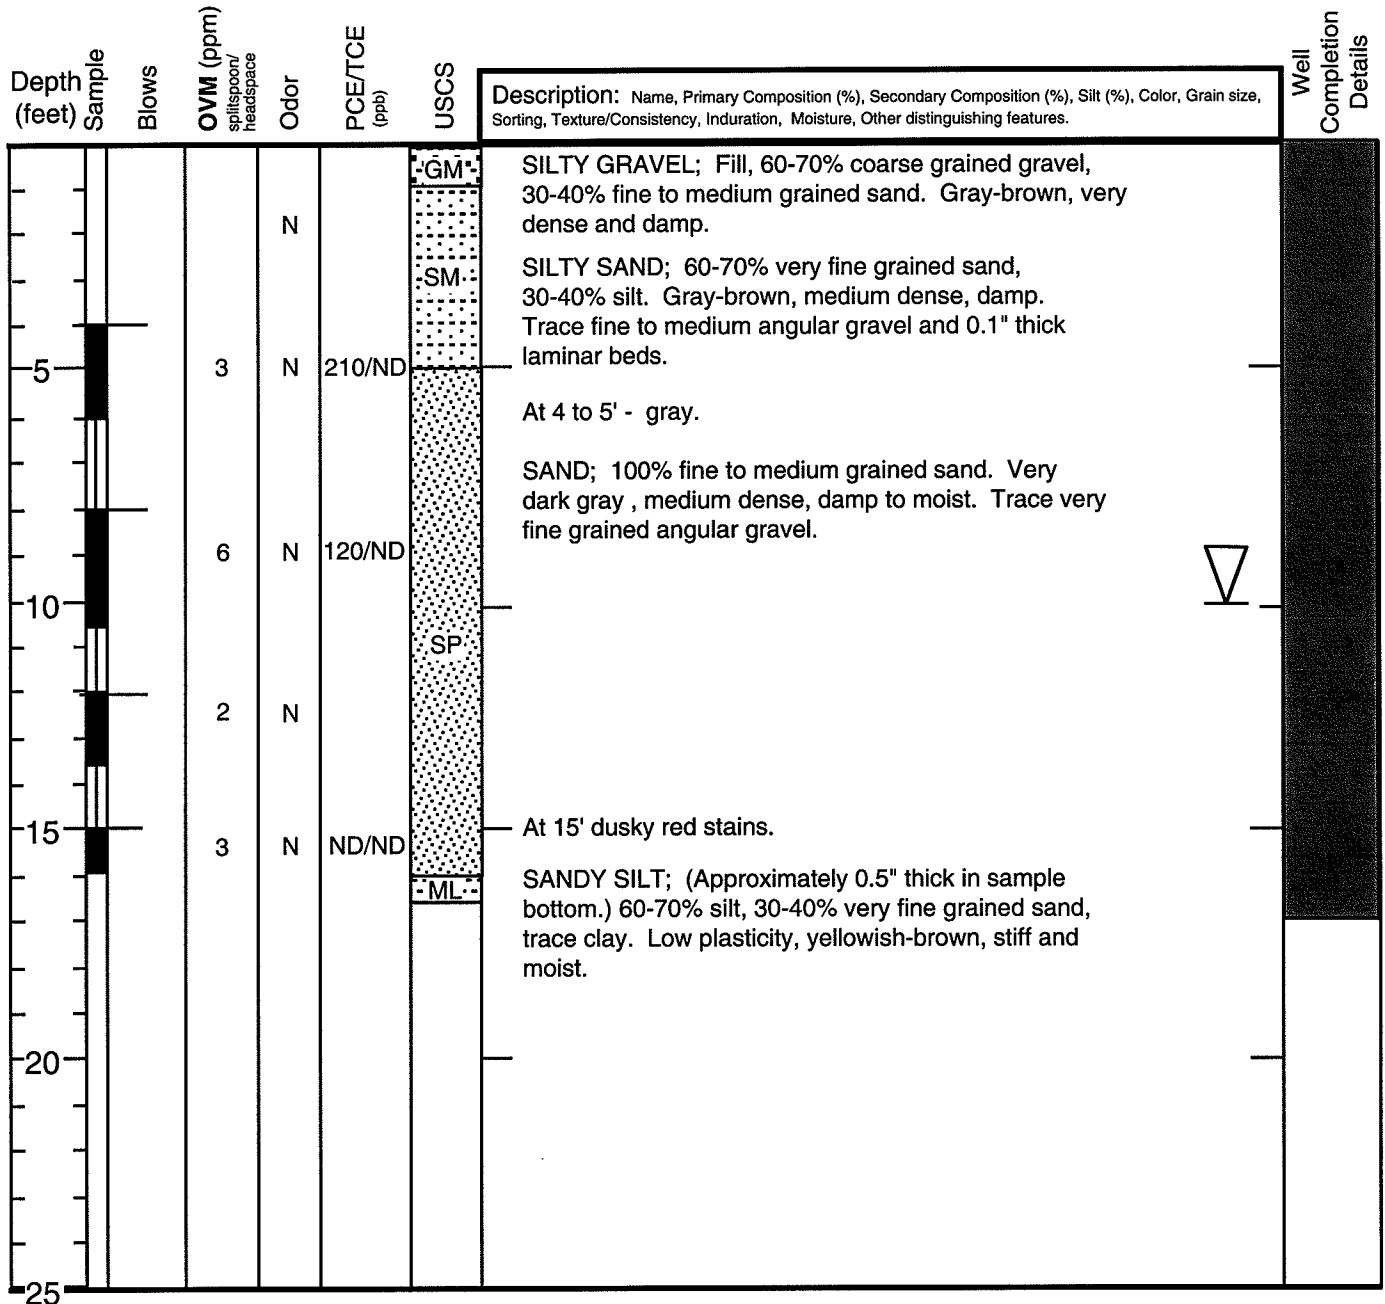 Depth
(feet)
Sample
Blows
OVM (ppm)
splitspoon/
headspace
Odor
PCE/TCE
(ppb)
USCS
Description: Name, Primary Composition (%), Secondary Composition (%), Silt (%), Color, Grain size,
Sorting, Texture/Consistency, Induration, Moisture, Other distinguishing features.
Well
Completion
Details
GM
SILTY GRAVEL; Fill, 60-70% coarse grained gravel,
30-40% fine to medium grained sand. Gray-brown, very
dense and damp.
N
SM
SILTY SAND; 60-70% very fine grained sand,
30-40% silt. Gray-brown, medium dense, damp.
Trace fine to medium angular gravel and 0.1" thick
laminar beds.
5 3 N 210/ND
At 4 to 5' - gray.
SAND; 100% fine to medium grained sand. Very
dark gray , medium dense, damp to moist. Trace very
fine grained angular gravel.
6 N 120/ND
10
SP
2 N
15
At 15' dusky red stains.
3 N ND/ND
ML
SANDY SILT; (Approximately 0.5" thick in sample
bottom.) 60-70% silt, 30-40% very fine grained sand,
trace clay. Low plasticity, yellowish-brown, stiff and
moist.
20
25